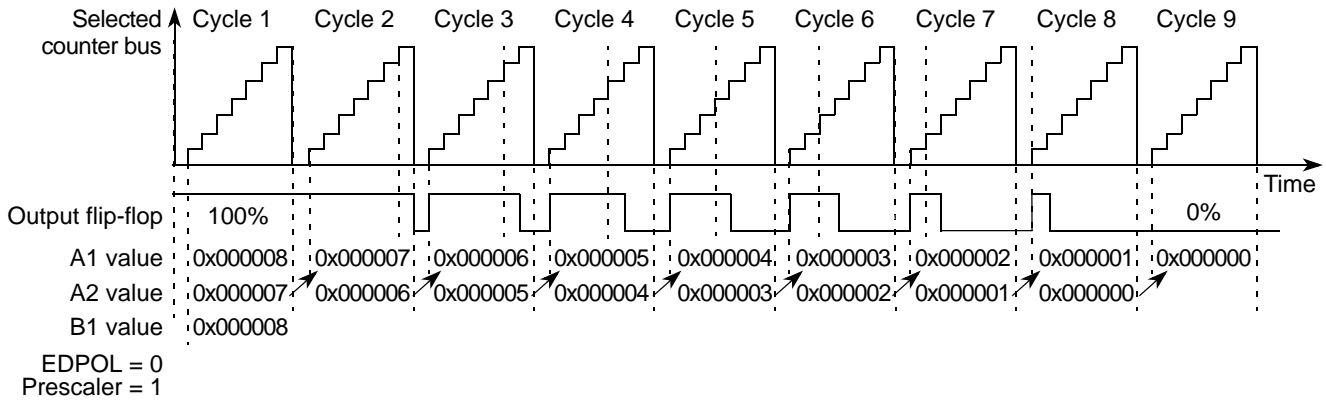 Selected counter bus
Cycle 1 Cycle 2 Cycle 3 Cycle 4 Cycle 5 Cycle 6 Cycle 7 Cycle 8 Cycle 9
Time
Output flip-flop 100% 0%
A1 value 0x000008 0x000007 0x000006 0x000005 0x000004 0x000003 0x000002 0x000001 0x000000
A2 value 0x000007 0x000006 0x000005 0x000004 0x000003 0x000002 0x000001 0x000000
B1 value 0x000008
EDPOL = 0
Prescaler = 1